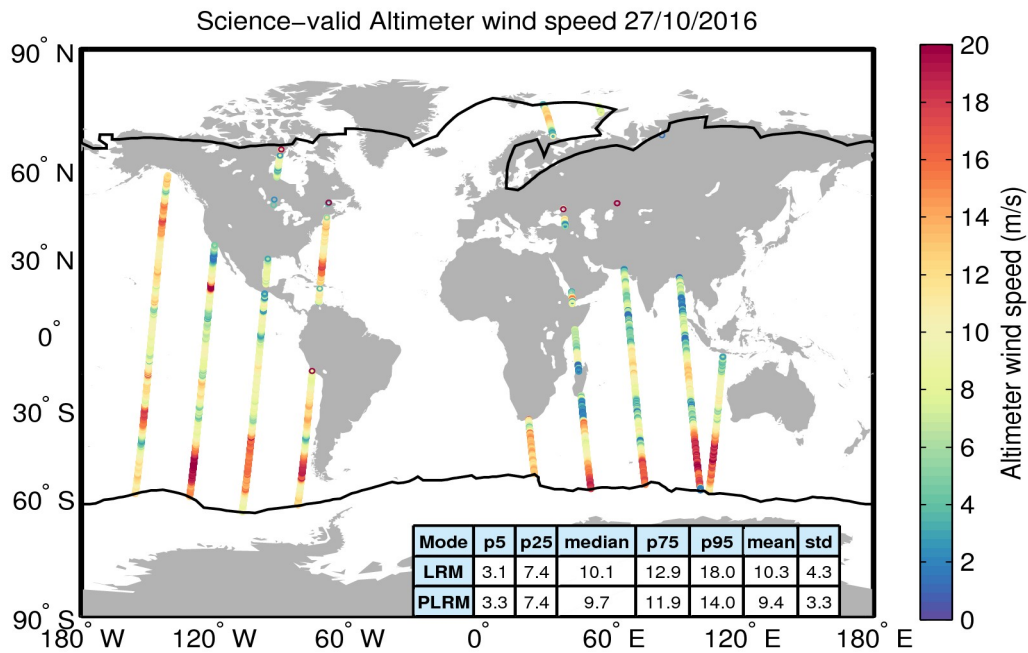 Science-valid Altimeter wind speed 27/10/2016
90° N
60° N
30° N
0°
30° S
60° S
90° S
180° W
120° W
60° W
0°
60° E
120° E
180° E
Mode p5 p25 median p75 p95 mean std
LRM 3.1 7.4 10.1 12.9 18.0 10.3 4.3
PLRM 3.3 7.4 9.7 11.9 14.0 9.4 3.3
20
18
16
14
12
10
8
6
4
2
0
Altimeter wind speed (m/s)